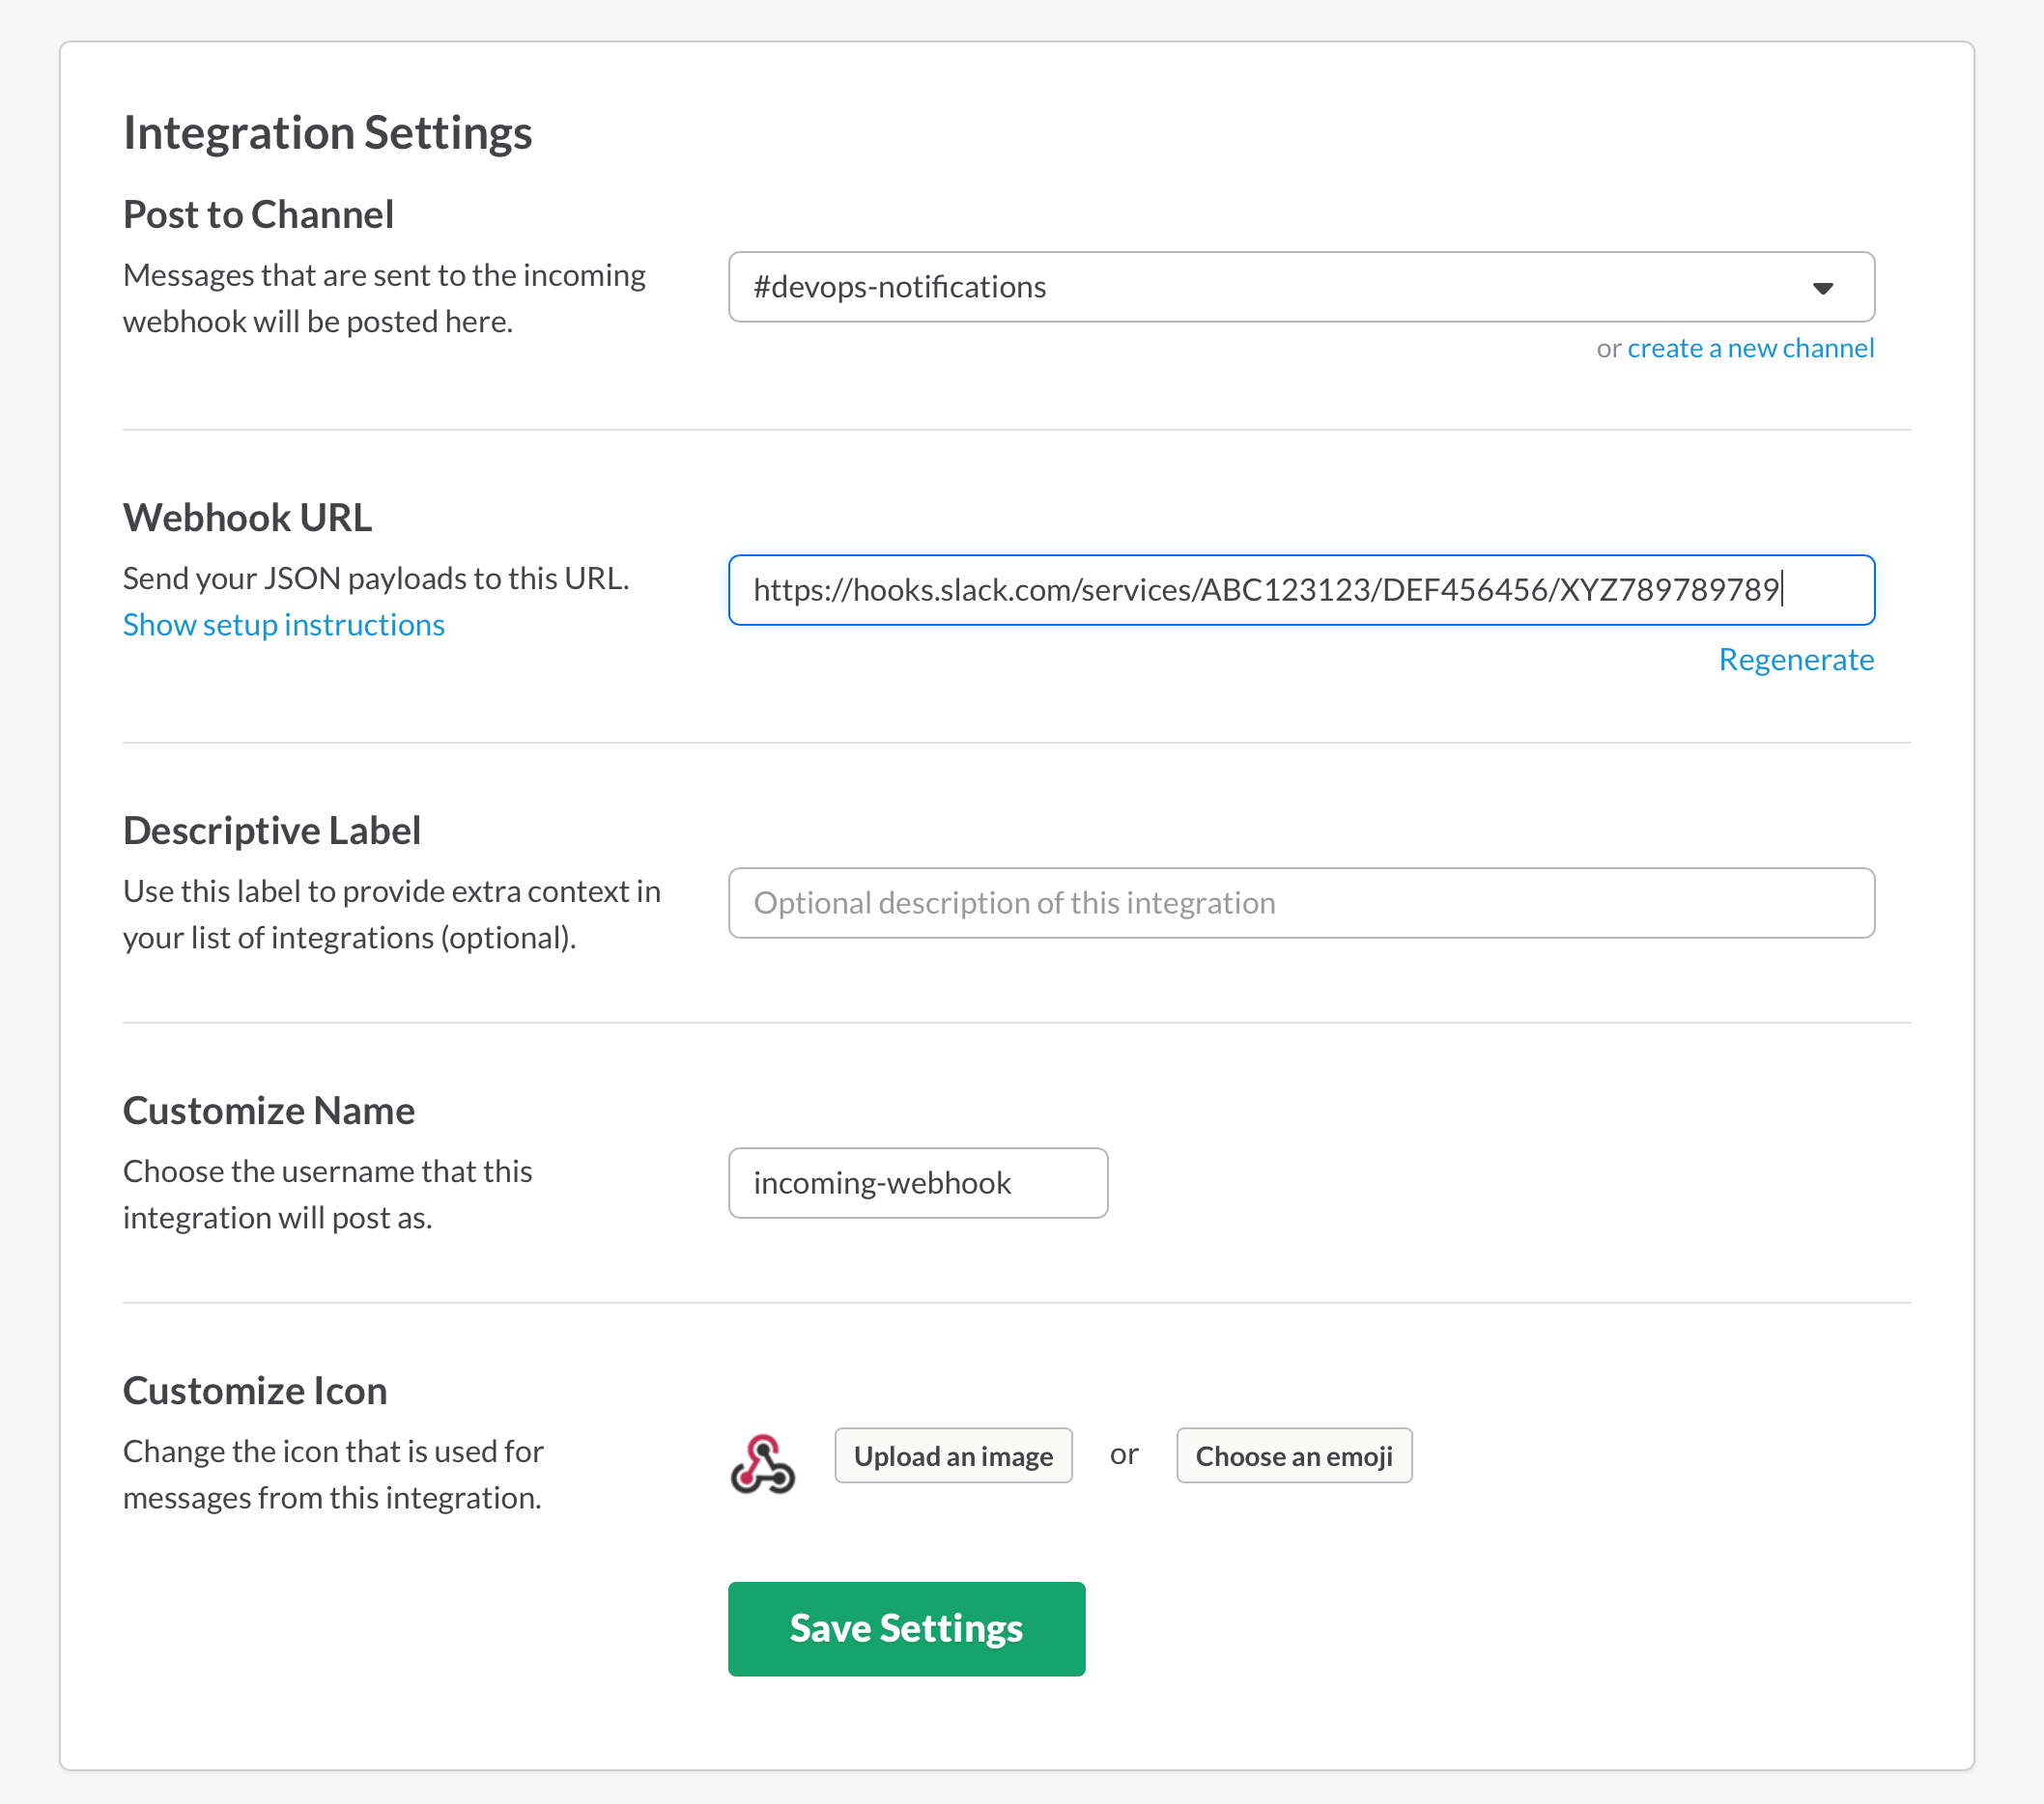 Integration Settings
Post to Channel
Messages that are sent to the incoming
webhook will be posted here.
#devops-notifications
or create a new channel
Webhook URL
Send your JSON payloads to this URL.
Show setup instructions
https://hooks.slack.com/services/ABC123123/DEF456456/XYZ789789789
Regenerate
Descriptive Label
Use this label to provide extra context in
your list of integrations (optional).
Optional description of this integration
Customize Name
Choose the username that this
integration will post as.
incoming-webhook
Customize Icon
Change the icon that is used for
messages from this integration.
Upload an image or Choose an emoji
Save Settings